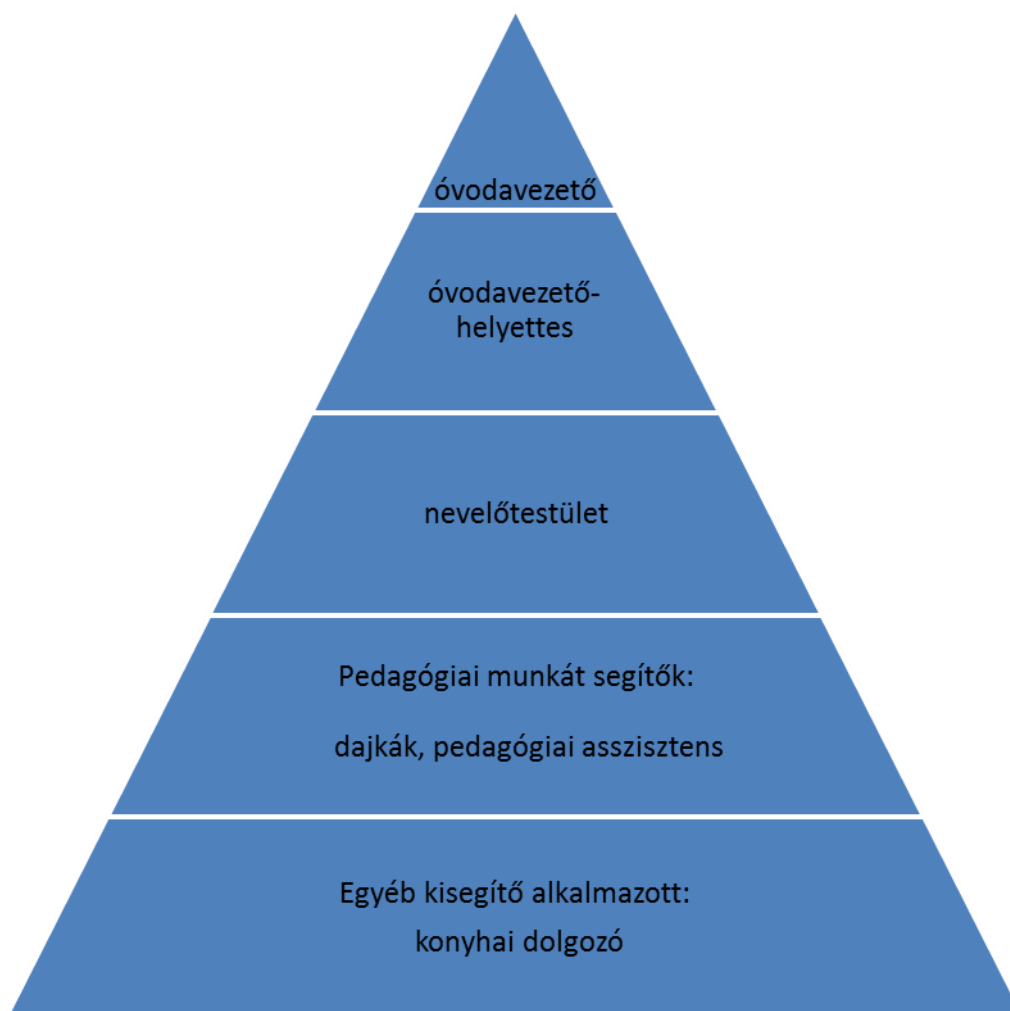 óvodavezető
óvodavezető-
helyettes
nevelőtestület
Pedagógiai munkát segítők:
dajkák, pedagógiai asszisztens
Egyéb kisegítő alkalmazott:
konyhai dolgozó